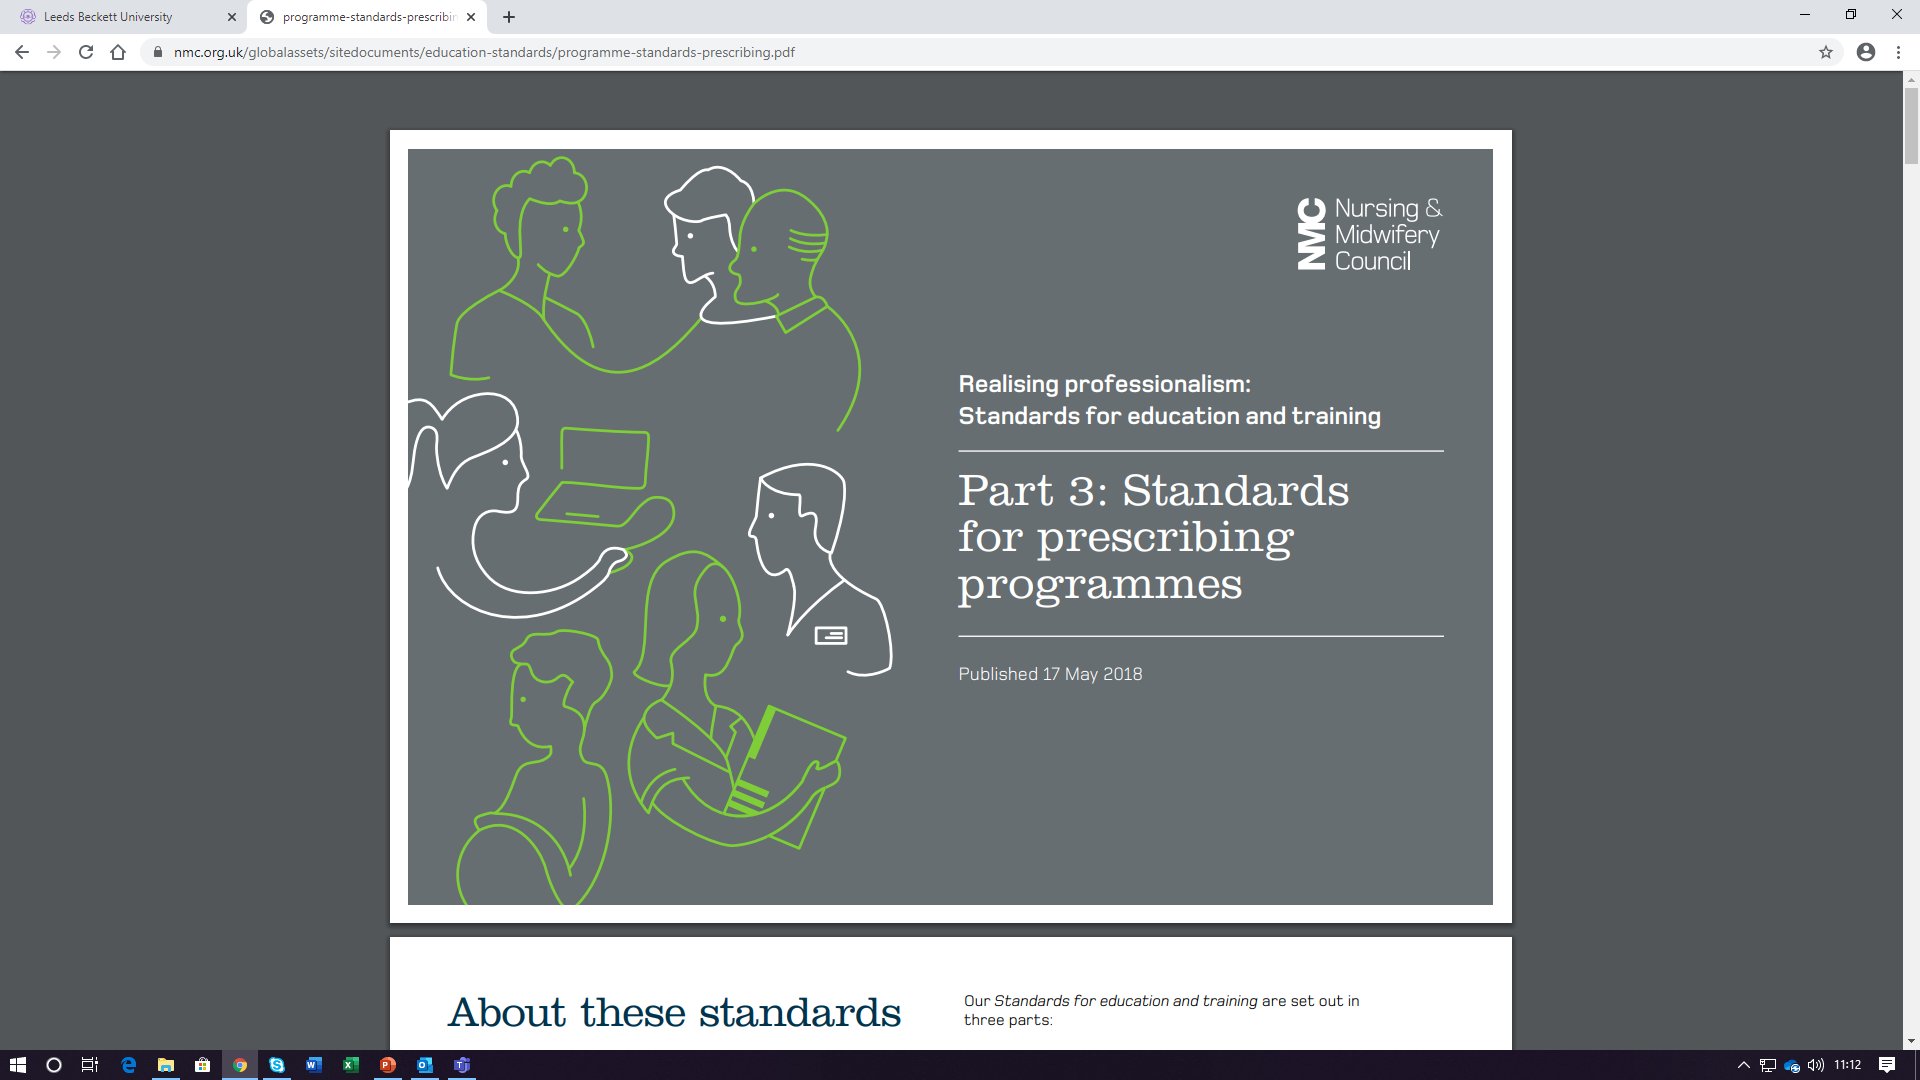 Leeds Beckett University
programme-standards-prescribin
nmc.org.uk/globalassets/sitedocuments/education-standards/programme-standards-prescribing.pdf
NMC
Nursing &
Midwifery
Council
Realising professionalism:
Standards for education and training
Part 3: Standards
for prescribing
programmes
Published 17 May 2018
About these standards
Our Standards for education and training are set out in
three parts:
11:12